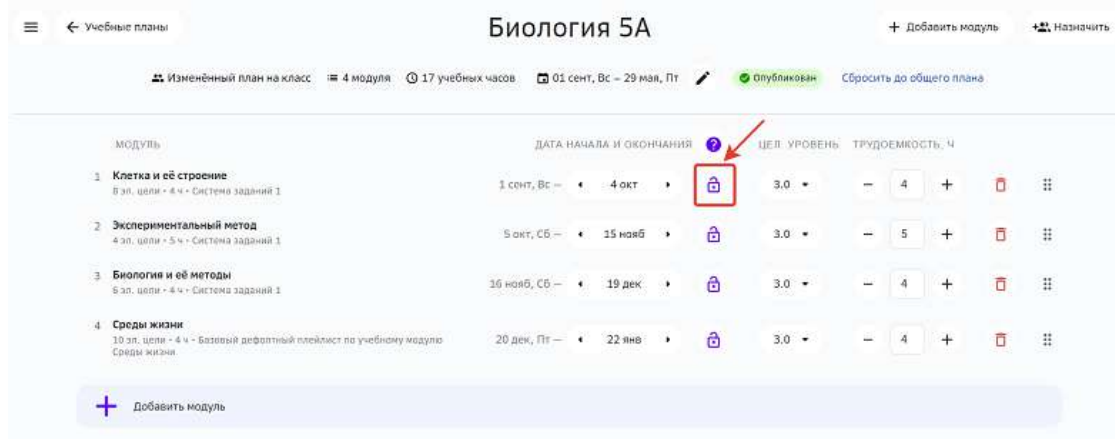 Учебные планы
Биология 5А
Добавить модуль
Назначить
Изменённый план на класс 4 модуля 17 учебных часов 01 сент, Вс – 29 мая, Пт Опубликован Сбросить до общего плана
МОДУЛЬ ДАТА НАЧАЛА И ОКОНЧАНИЯ ? ЦЕЛ. УРОВЕНЬ ТРУДОЕМКОСТЬ, Ч
1 Клетка и её строение 1 сент, Вс – 4 окт 3.0 – 4 +
8 эл. цели • 4 ч • Система заданий 1
2 Экспериментальный метод 5 окт, Сб – 15 нояб 3.0 – 5 +
4 эл. цели • 5 ч • Система заданий 1
3 Биология и её методы 16 нояб, Сб – 19 дек 3.0 – 4 +
6 эл. цели • 4 ч • Система заданий 1
4 Среды жизни 20 дек, Пт – 22 янв 3.0 – 4 +
10 эл. цели • 4 ч • Базовый дефолтный плейлист по учебному модулю
Среды жизни
+ Добавить модуль